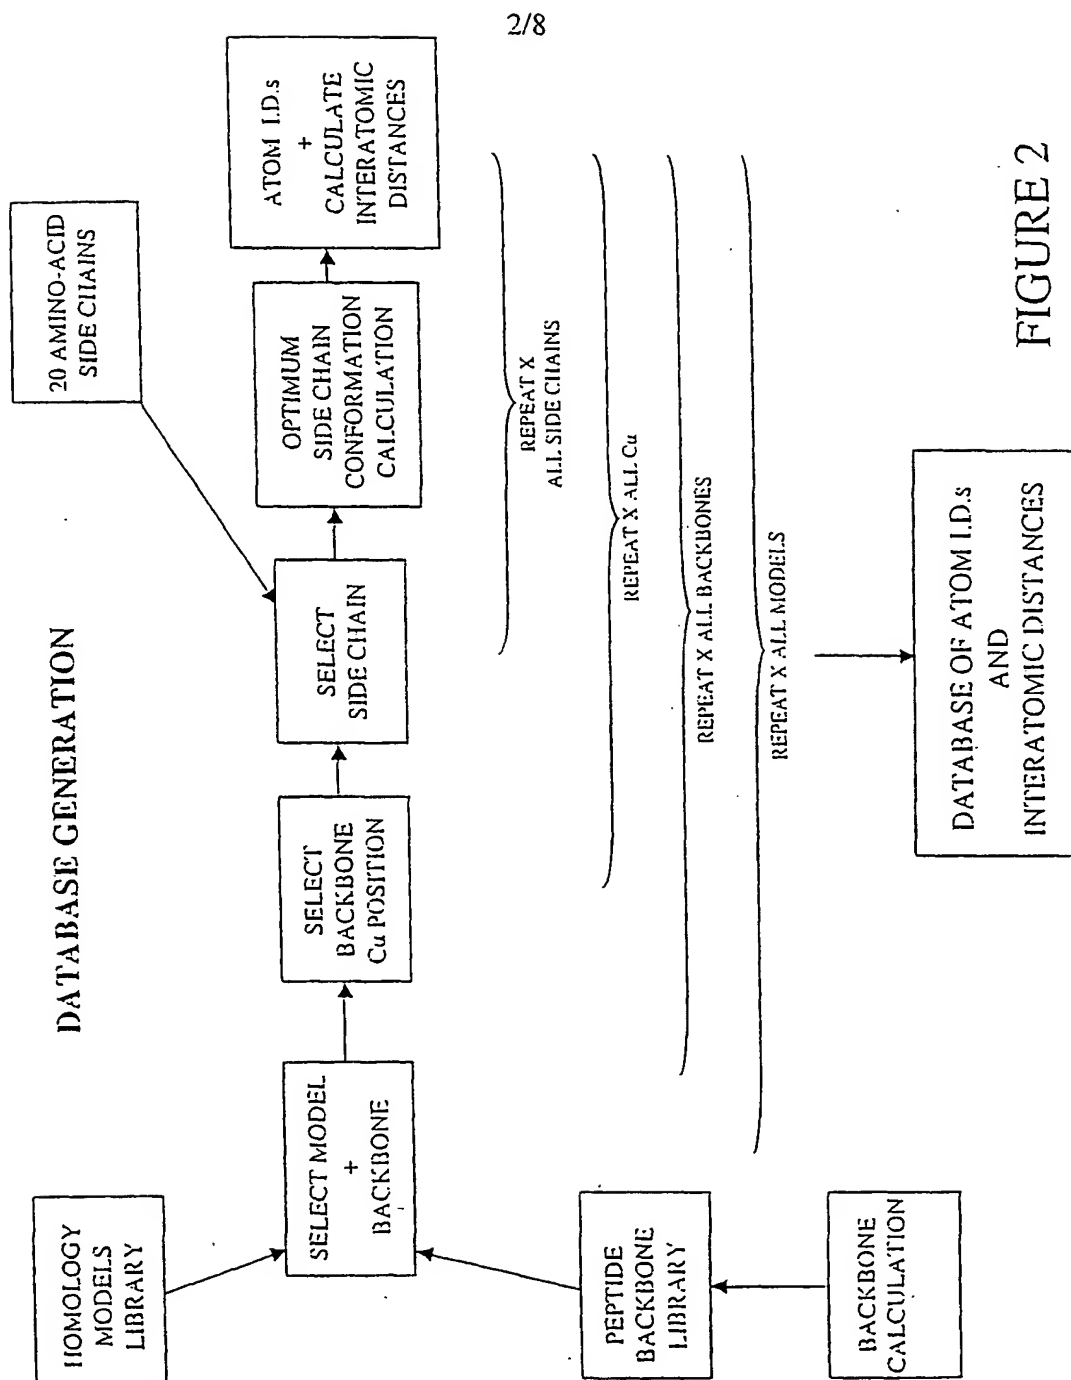 2/8
DATABASE GENERATION
HOMOLOGY
MODELS
LIBRARY
20 AMINO-ACID
SIDE CHAINS
SELECT MODEL
+
BACKBONE
SELECT
BACKBONE
Cα POSITION
SELECT
SIDE CHAIN
OPTIMUM
SIDE CHAIN
CONFORMATION
CALCULATION
ATOM I.D.s
+
CALCULATE
INTERATOMIC
DISTANCES
PEPTIDE
BACKBONE
LIBRARY
BACKBONE
CALCULATION
REPEAT X
ALL SIDE CHAINS
REPEAT X ALL Cα
REPEAT X ALL BACKBONES
REPEAT X ALL MODELS
DATABASE OF ATOM I.D.s
AND
INTERATOMIC DISTANCES
FIGURE 2